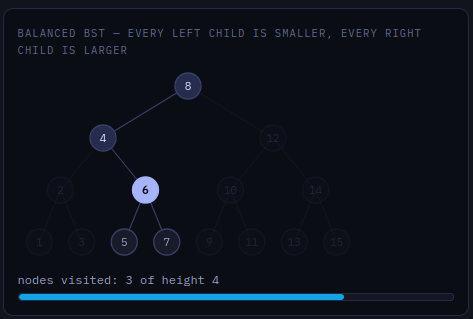 BALANCED BST — EVERY LEFT CHILD IS SMALLER, EVERY RIGHT
CHILD IS LARGER
8
4 12
2 6 10 14
1 3 5 7 9 11 13 15
nodes visited: 3 of height 4